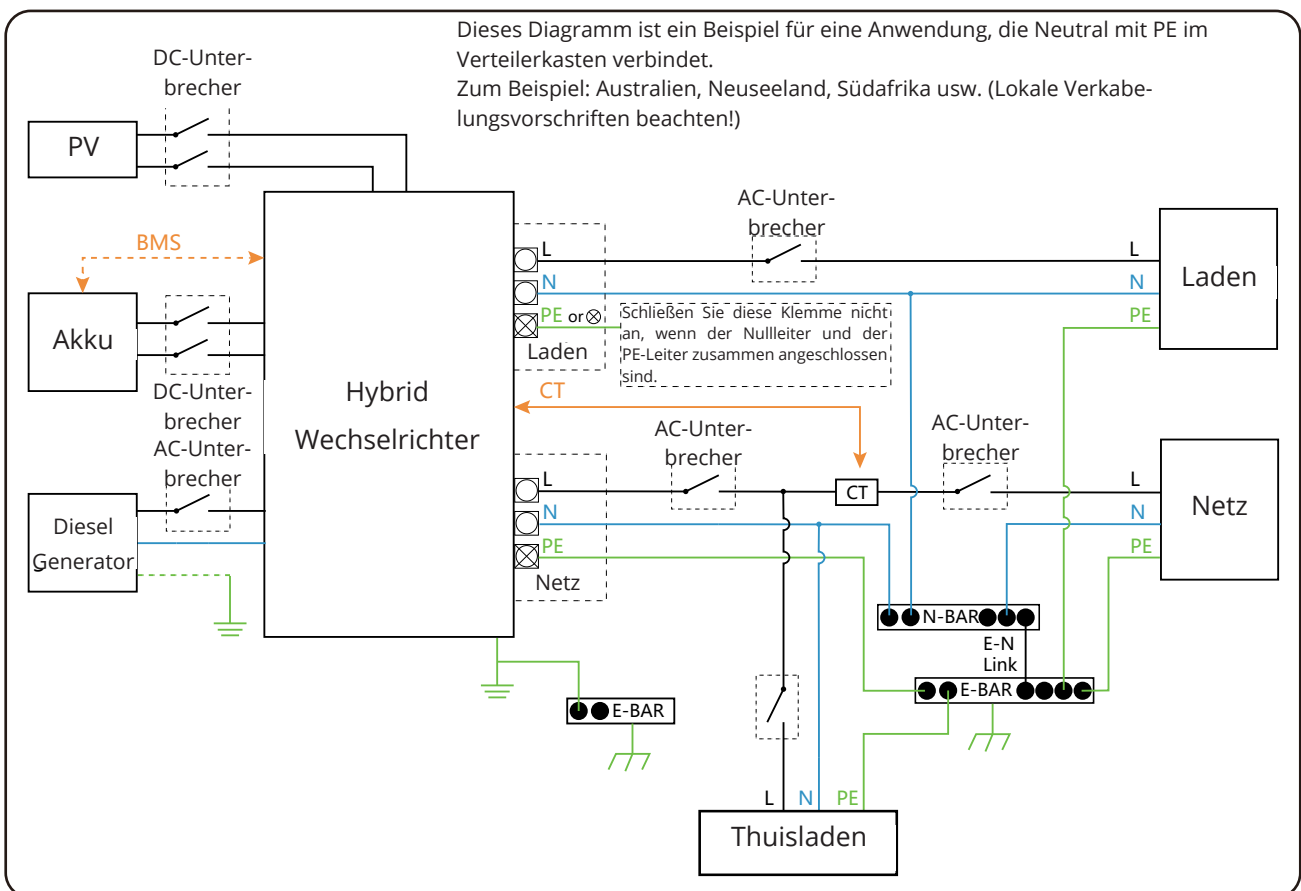 Dieses Diagramm ist ein Beispiel für eine Anwendung, die Neutral mit PE im
Verteilerkasten verbindet.
Zum Beispiel: Australien, Neuseeland, Südafrika usw. (Lokale Verkabe-
lungsvorschriften beachten!)
DC-Unter-
brecher
PV
BMS
Akku
DC-Unter-
brecher
AC-Unter-
brecher
Diesel
Generator
Hybrid
Wechselrichter
L
N
PE or
Laden
Schließen Sie diese Klemme nicht
an, wenn der Nullleiter und der
PE-Leiter zusammen angeschlossen
sind.
AC-Unter-
brecher
L
N
PE
Laden
CT
AC-Unter-
brecher
CT
AC-Unter-
brecher
L
N
PE
Netz
L
N
PE
Netz
N-BAR
E-N
Link
E-BAR
E-BAR
L
N
PE
Thuisladen